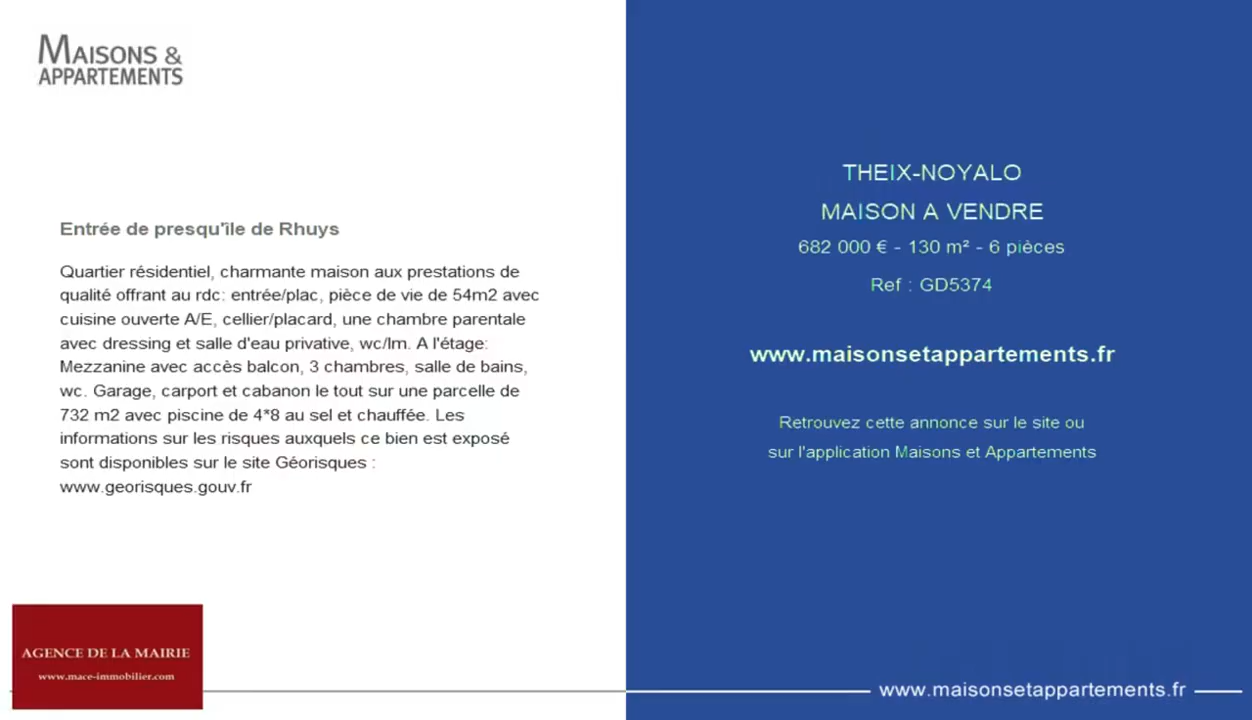 MAISONS &
APPARTEMENTS
Entrée de presqu'île de Rhuys
Quartier résidentiel, charmante maison aux prestations de
qualité offrant au rdc: entrée/plac, pièce de vie de 54m2 avec
cuisine ouverte A/E, cellier/placard, une chambre parentale
avec dressing et salle d'eau privative, wc/lm. A l'étage:
Mezzanine avec accès balcon, 3 chambres, salle de bains,
wc. Garage, carport et cabanon le tout sur une parcelle de
732 m2 avec piscine de 4*8 au sel et chauffée. Les
informations sur les risques auxquels ce bien est exposé
sont disponibles sur le site Géorisques :
www.georisques.gouv.fr
AGENCE DE LA MAIRIE
www.mace-immobilier.com
THEIX-NOYALO
MAISON A VENDRE
682 000 € - 130 m² - 6 pièces
Ref : GD5374
www.maisonsetappartements.fr
Retrouvez cette annonce sur le site ou
sur l'application Maisons et Appartements
www.maisonsetappartements.fr